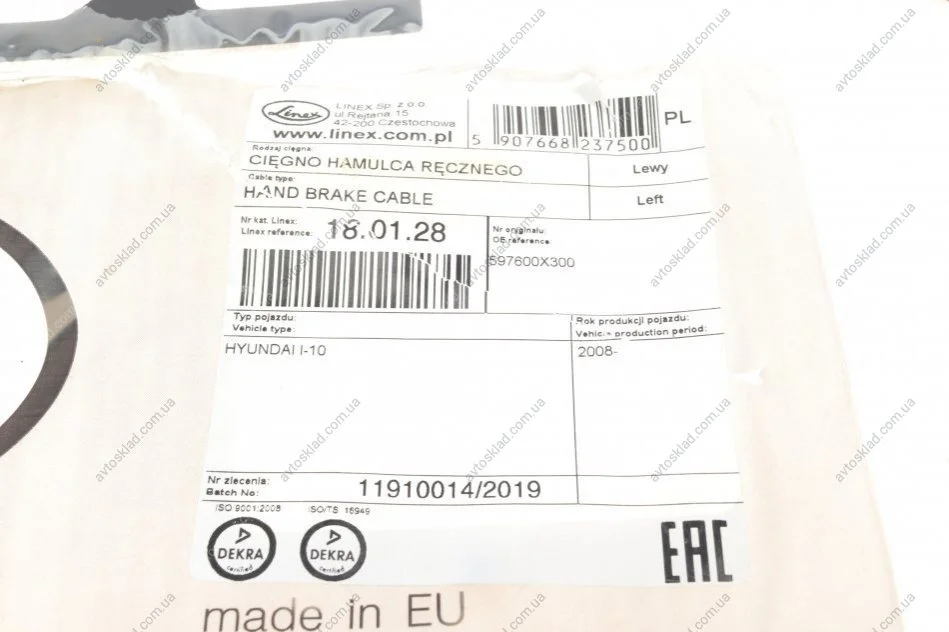 Linex
LINEX Sp. z o.o
ul.Rejtana 15
42-200 Częstochowa
www.linex.com.pl
5 907668 237500
PL
Rodzaj cięgna:
CIĘGNO HAMULCA RĘCZNEGO
Lewy
Cable type:
HAND BRAKE CABLE
Left
Nr kat. Linex:
Linex reference:
18.01.28
Nr oryginału:
OE reference
597600X300
Typ pojazdu:
Vehicle type:
Rok produkcji pojazdu:
Vehicle production period:
HYUNDAI I-10
2008-
Nr zlecenia:
Batch No:
11910014/2019
ISO 9001:2008
ISO/TS 16949
DEKRA
certified
DEKRA
certified
EAC
made in EU
avtosklad.com.ua